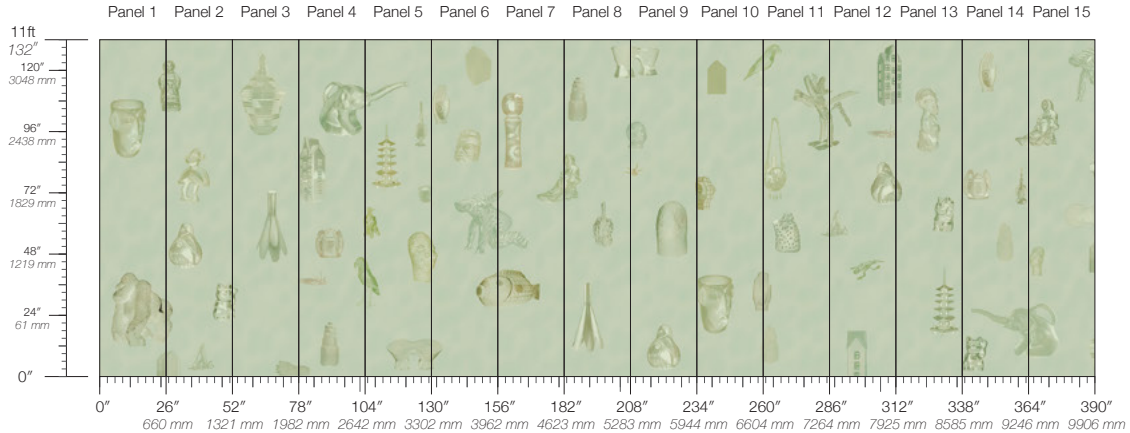 Panel 1 Panel 2 Panel 3 Panel 4 Panel 5 Panel 6 Panel 7 Panel 8 Panel 9 Panel 10 Panel 11 Panel 12 Panel 13 Panel 14 Panel 15
11ft
132″
120″
3048 mm
96″
2438 mm
72″
1829 mm
48″
1219 mm
24″
61 mm
0″
0″ 26″ 52″ 78″ 104″ 130″ 156″ 182″ 208″ 234″ 260″ 286″ 312″ 338″ 364″ 390″
660 mm 1321 mm 1982 mm 2642 mm 3302 mm 3962 mm 4623 mm 5283 mm 5944 mm 6604 mm 7264 mm 7925 mm 8585 mm 9246 mm 9906 mm